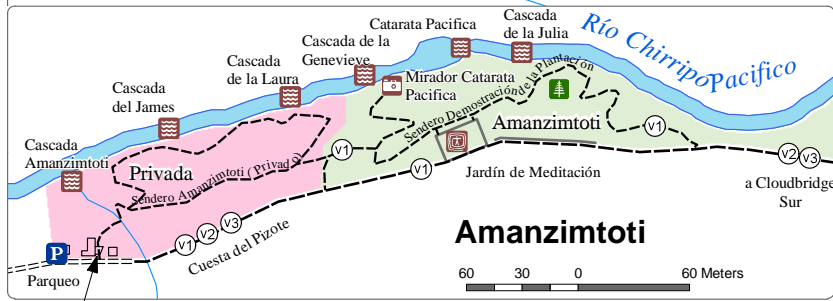 Cascada
de la Julia
Catarata Pacifica
Río Chirripo Pacifico
Cascada de la
Genevieve
Cascada
de la Laura
Mirador Catarata
Pacifica
Cascada
del James
Sendero Demostración de la Plantación
Amanzimtoti
Cascada
Amanzimtoti
Privada
v1
v1
Sendero Amanzimtoti (Privado)
v1
v2
v3
Jardín de Meditación
a Cloudbridge
Sur
v1
v2
v3
Cuesta del Pizote
Amanzimtoti
P
Parqueo
60 30 0 60 Meters